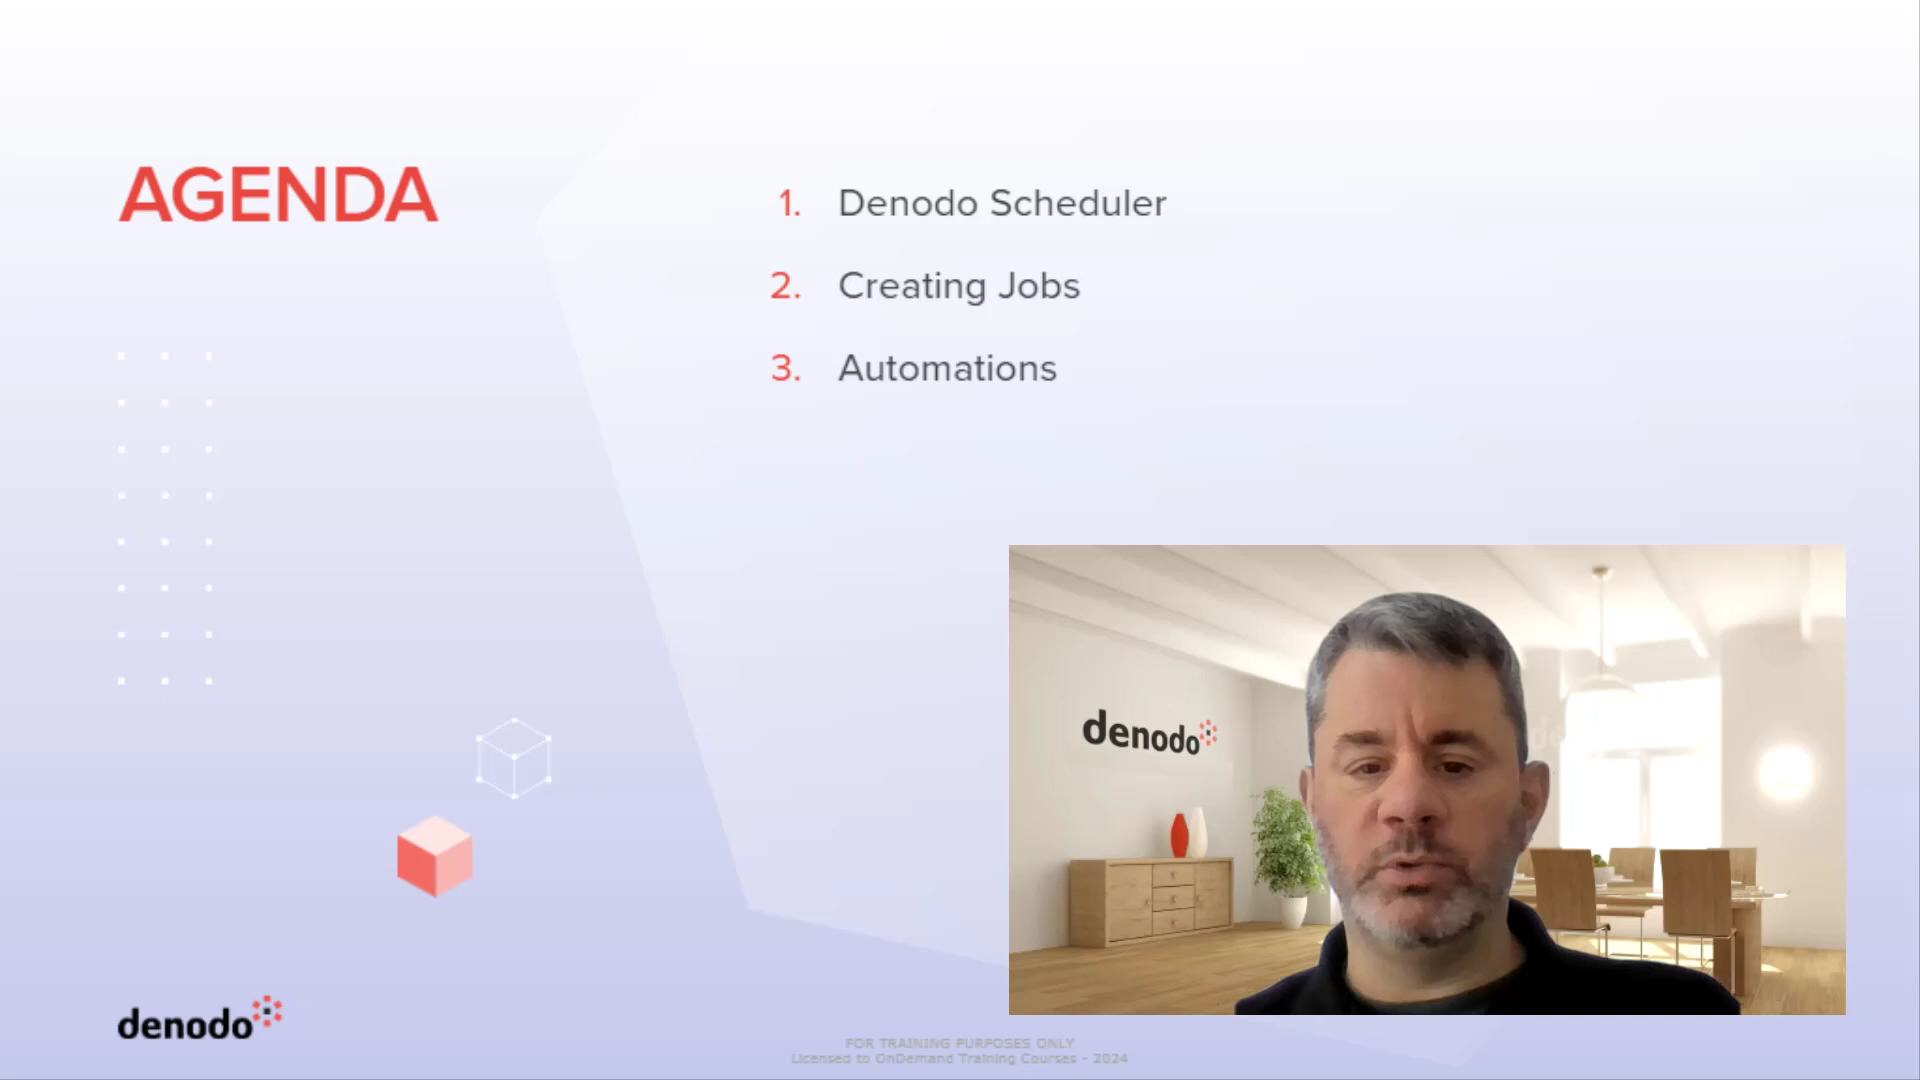 AGENDA
1. Denodo Scheduler
2. Creating Jobs
3. Automations
denodo
denodo
FOR TRAINING PURPOSES ONLY
Licensed to OnDemand Training Courses - 2024